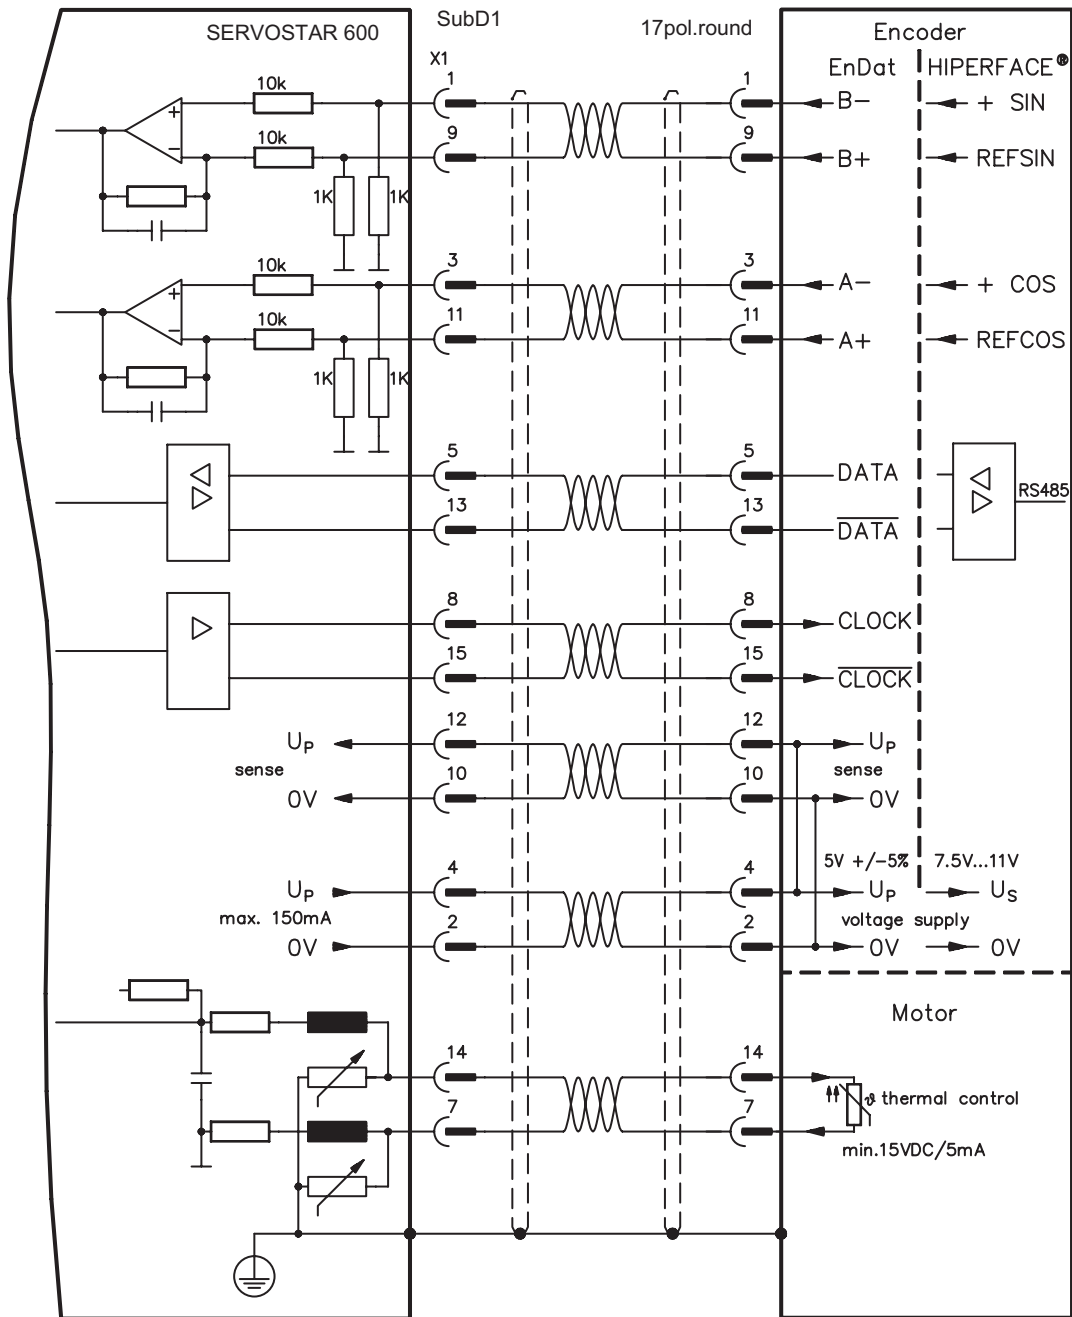 SERVOSTAR 600 SubD1 17pol.round Encoder
X1 EnDat HIPERFACE®
10k 1 1 B- + SIN
10k 9 9 B+ REFSIN
+
-
1K 1K
10k 3 3 A- + COS
10k 11 11 A+ REFCOS
+
-
1K 1K
5 5 DATA
RS485
13 13 DATA
8 8 CLOCK
15 15 CLOCK
UP 12 12 UP
sense sense
0V 10 10 0V
5V +/-5% 7.5V...11V
UP 4 4 UP US
max. 150mA voltage supply
0V 2 2 0V 0V
Motor
14 14
ϑ thermal control
7 7
min.15VDC/5mA